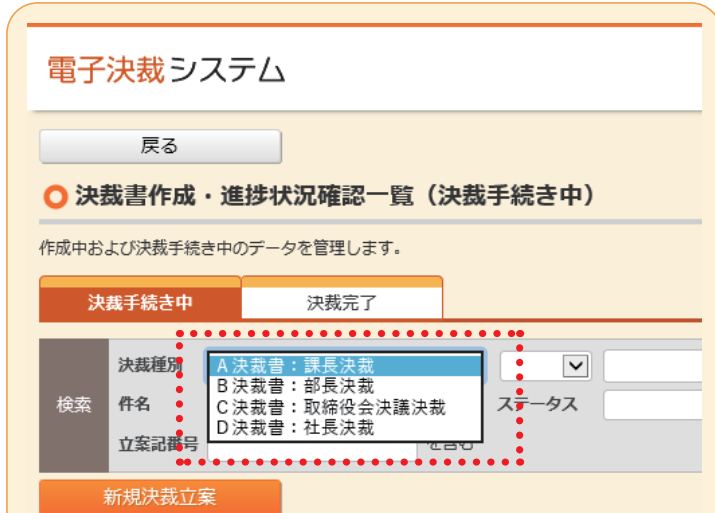 電子決裁システム
戻る
決裁書作成・進捗状況確認一覧（決裁手続き中）
作成中および決裁手続き中のデータを管理します。
決裁手続き中 決裁完了
検索
決裁種別
A決裁書：課長決裁
B決裁書：部長決裁
C決裁書：取締役会決議決裁
D決裁書：社長決裁
件名
ステータス
立案記番号 を含む
新規決裁立案